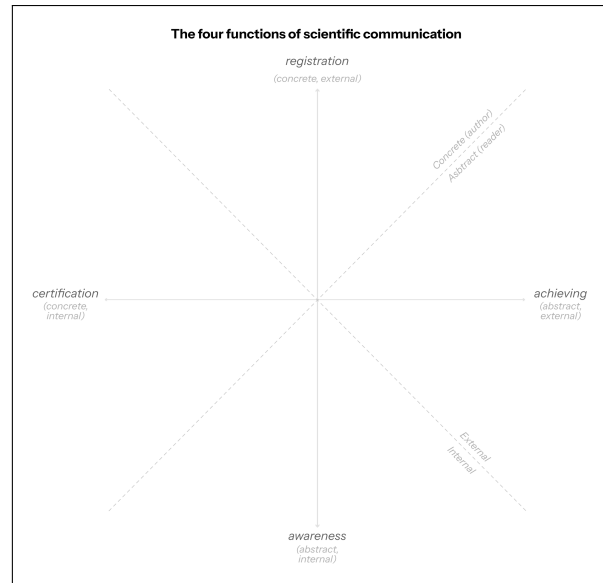 The four functions of scientific communication
registration
(concrete, external)
Concrete (author)
Asbtract (reader)
certification
(concrete,
internal)
achieving
(abstract,
external)
External
Internal
awareness
(abstract,
internal)